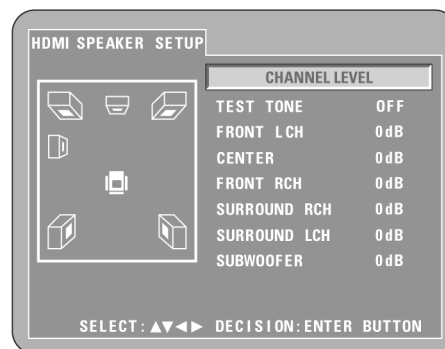 HDMI SPEAKER SETUP
CHANNEL LEVEL
TEST TONE OFF
FRONT LCH 0dB
CENTER 0dB
FRONT RCH 0dB
SURROUND RCH 0dB
SURROUND LCH 0dB
SUBWOOFER 0dB
SELECT:▲▼◀▶ DECISION:ENTER BUTTON